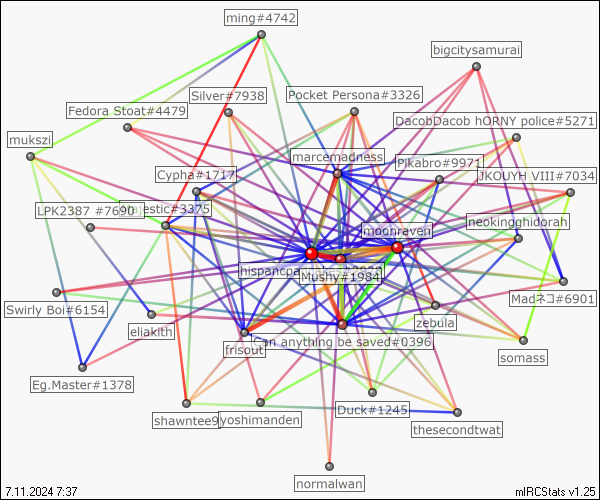 ming#4742
bigcitysamurai
Silver#7938
Pocket Persona#3326
Fedora Stoat#4479
DacobDacob hORNY police#5271
mukszi
marcemadness
Pikabro#9971
Cypha#1717
JKOUYH VIII#7034
LPK2387 #7690
jestic#3375
moonraven
neokingghidorah
hispancpa
Mushy#1984
Swirly Boi#6154
Madネコ#6901
eliakith
zebula
Can anything be saved#0396
frisout
somass
Eg.Master#1378
shawntee9
yoshimanden
Duck#1245
thesecondtwat
normalwan
7.11.2024 7:37
mIRCStats v1.25